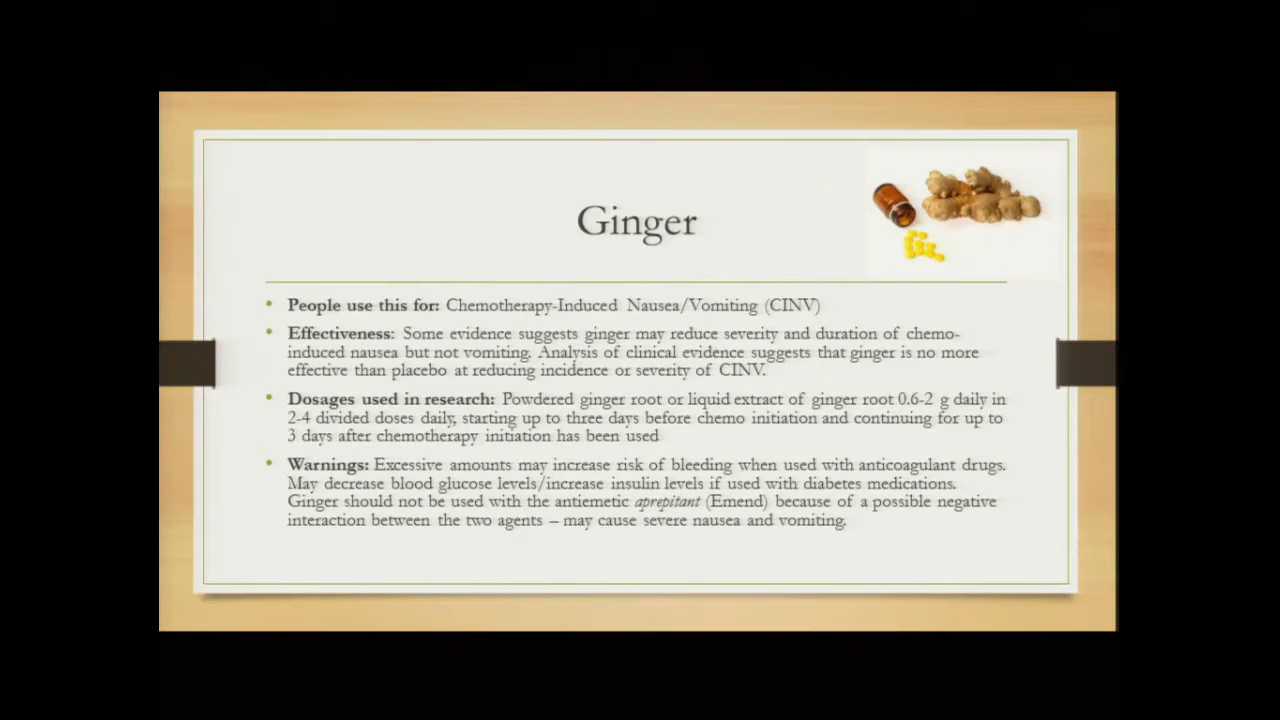 Ginger
• People use this for: Chemotherapy-Induced Nausea/Vomiting (CINV)
• Effectiveness: Some evidence suggests ginger may reduce severity and duration of chemo-
induced nausea but not vomiting. Analysis of clinical evidence suggests that ginger is no more
effective than placebo at reducing incidence or severity of CINV.
• Dosages used in research: Powdered ginger root or liquid extract of ginger root 0.6-2 g daily in
2-4 divided doses daily, starting up to three days before chemo initiation and continuing for up to
3 days after chemotherapy initiation has been used
• Warnings: Excessive amounts may increase risk of bleeding when used with anticoagulant drugs.
May decrease blood glucose levels/increase insulin levels if used with diabetes medications.
Ginger should not be used with the antiemetic aprepitant (Emend) because of a possible negative
interaction between the two agents – may cause severe nausea and vomiting.